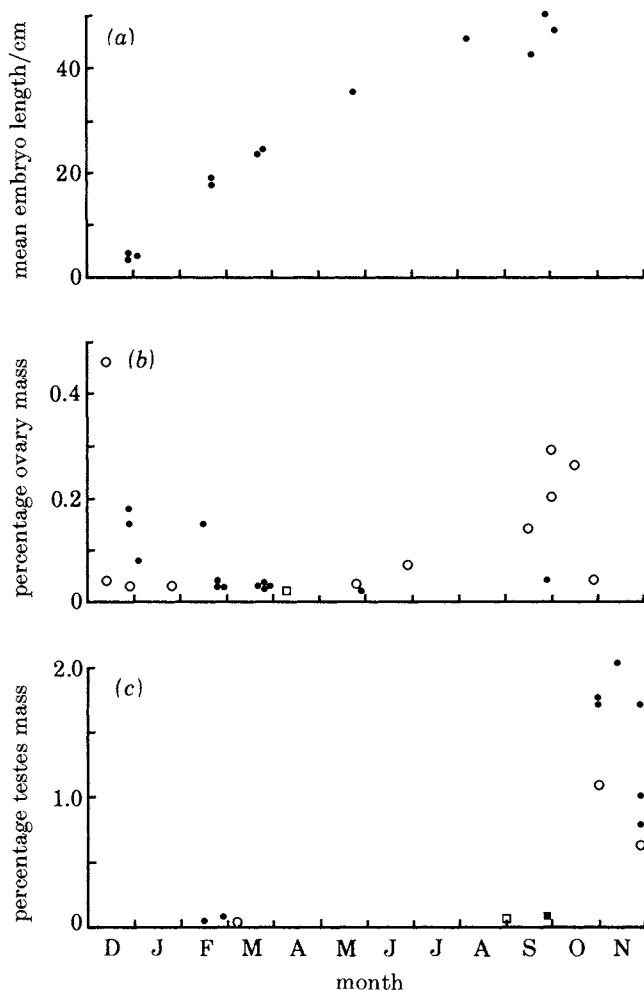 (a)
mean embryo length/cm
40
20
0
(b)
percentage ovary mass
0.4
0.2
0
(c)
percentage testes mass
2.0
1.0
0
D J F M A M J J A S O N
month